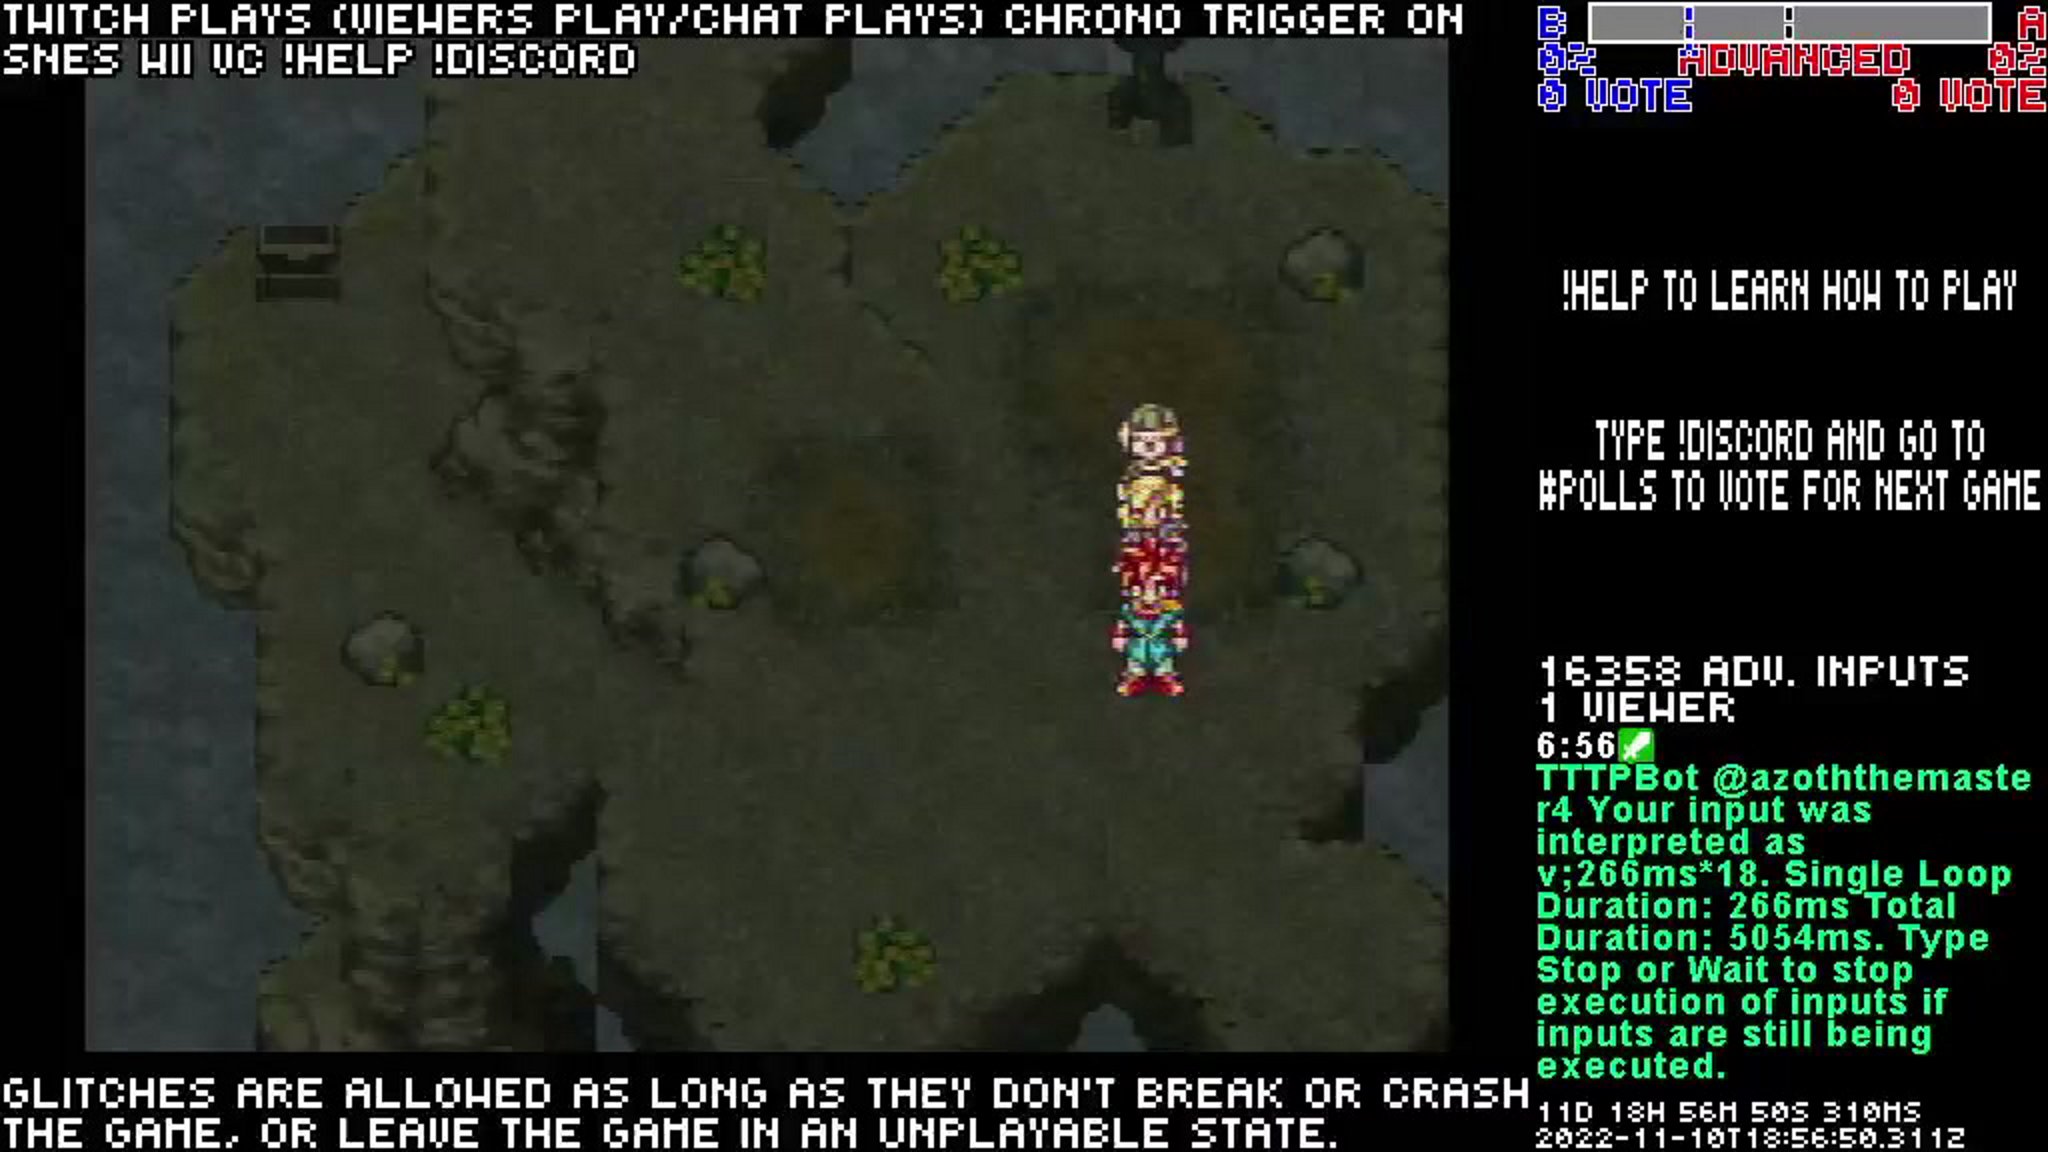 TWITCH PLAYS (VIEWERS PLAY/CHAT PLAYS) CHRONO TRIGGER ON
SNES WII VC !HELP !DISCORD
B A
0% ADVANCED 0%
0 VOTE 0 VOTE
!HELP TO LEARN HOW TO PLAY
TYPE !DISCORD AND GO TO
#POLLS TO VOTE FOR NEXT GAME
16358 ADV. INPUTS
1 VIEWER
6:56
TTTPBot @azoththemaste
r4 Your input was
interpreted as
v;266ms*18. Single Loop
Duration: 266ms Total
Duration: 5054ms. Type
Stop or Wait to stop
execution of inputs if
inputs are still being
executed.
GLITCHES ARE ALLOWED AS LONG AS THEY DON'T BREAK OR CRASH
THE GAME, OR LEAVE THE GAME IN AN UNPLAYABLE STATE.
11D 18H 56M 50S 310MS
2022-11-10T18:56:50.311Z